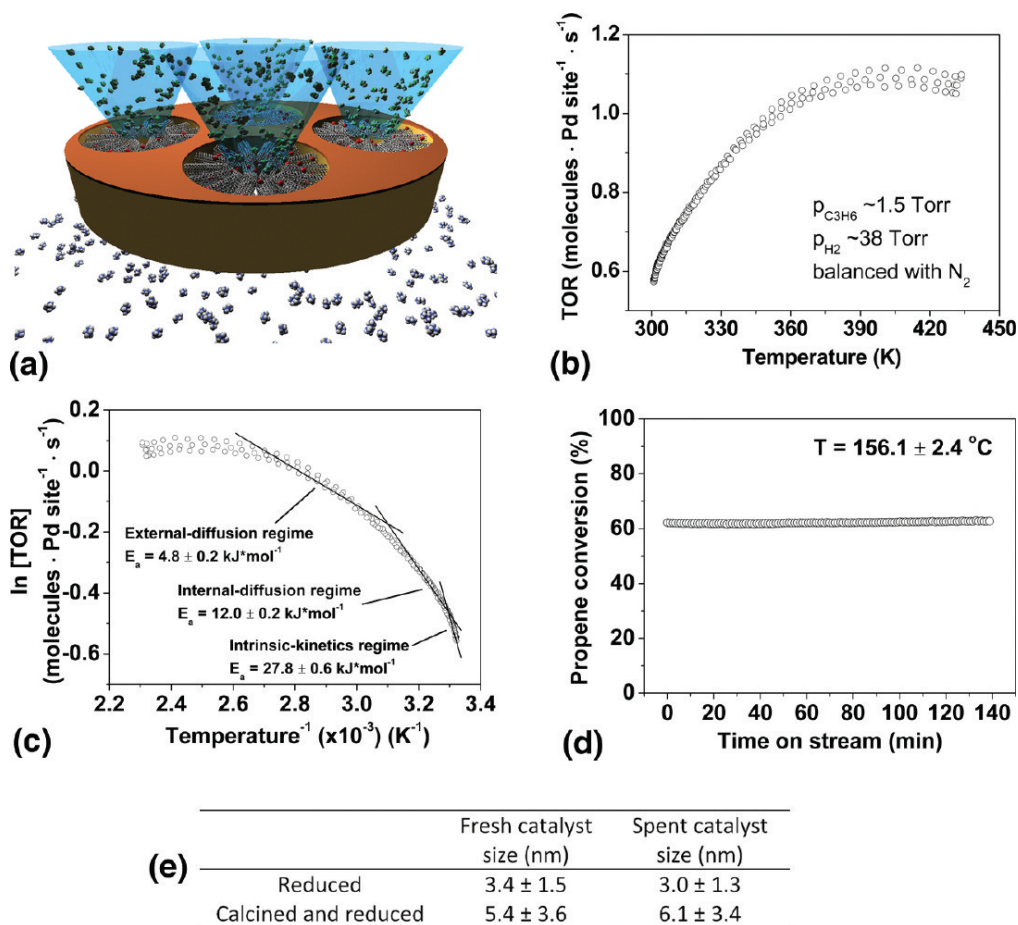 (a)
(b)
1.2
1.0
0.8
0.6
TOR (molecules · Pd site⁻¹ · s⁻¹)
p_C3H6 ~1.5 Torr
p_H2 ~38 Torr
balanced with N₂
300 330 360 390 420 450
Temperature (K)
(c)
0.2
0.0
-0.2
-0.4
-0.6
ln [TOR]
(molecules · Pd site⁻¹ · s⁻¹)
External-diffusion regime
Eₐ = 4.8 ± 0.2 kJ*mol⁻¹
Internal-diffusion regime
Eₐ = 12.0 ± 0.2 kJ*mol⁻¹
Intrinsic-kinetics regime
Eₐ = 27.8 ± 0.6 kJ*mol⁻¹
2.2 2.4 2.6 2.8 3.0 3.2 3.4
Temperature⁻¹ (x10⁻³) (K⁻¹)
(d)
100
80
60
40
20
0
Propene conversion (%)
T = 156.1 ± 2.4 °C
0 20 40 60 80 100 120 140
Time on stream (min)
(e)
Fresh catalyst Spent catalyst
size (nm) size (nm)
Reduced 3.4 ± 1.5 3.0 ± 1.3
Calcined and reduced 5.4 ± 3.6 6.1 ± 3.4